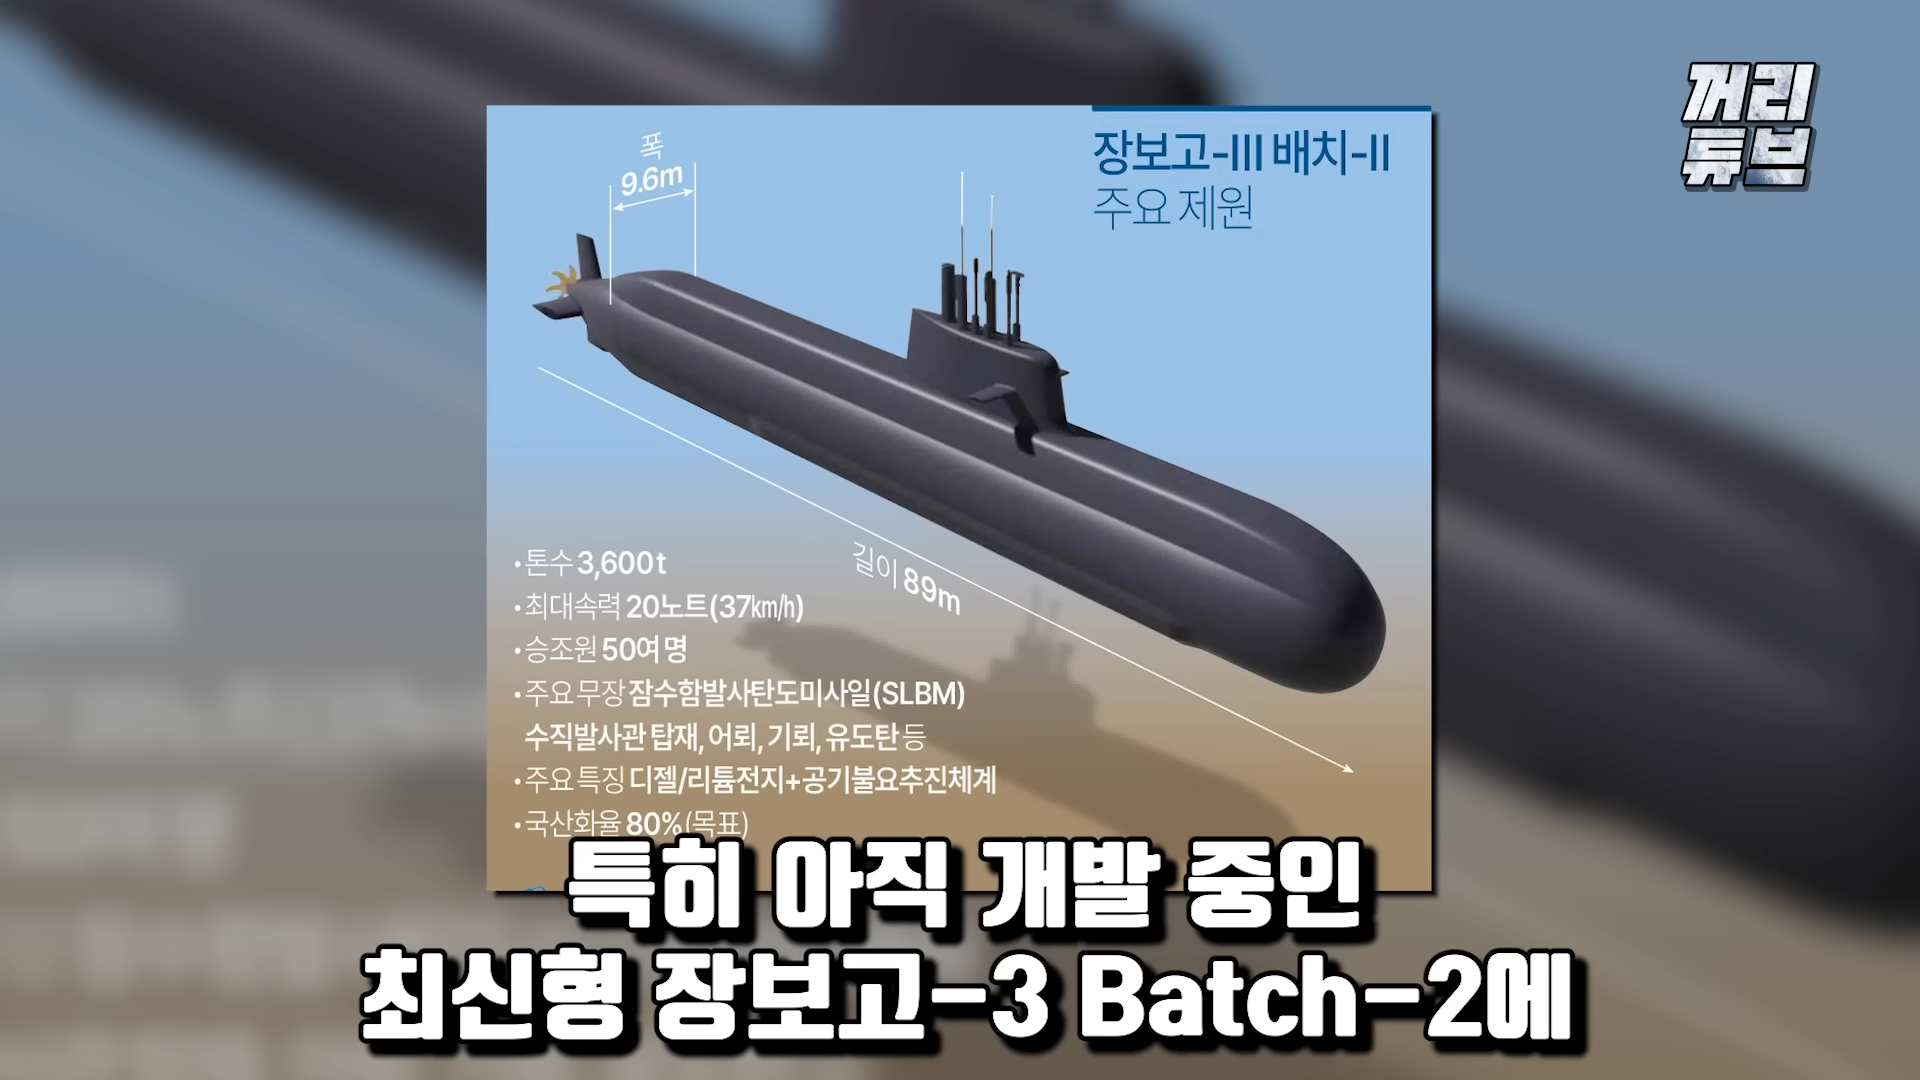 꺼리
튜브
장보고-III 배치-II
주요 제원
폭
9.6m
길이 89m
•톤수 3,600t
•최대속력 20노트(37km/h)
•승조원 50여 명
•주요 무장 잠수함발사탄도미사일(SLBM)
수직발사관 탑재, 어뢰, 기뢰, 유도탄 등
•주요 특징 디젤/리튬전지+공기불요추진체계
•국산화율 80%(목표)
특히 아직 개발 중인
최신형 장보고-3 Batch-2에